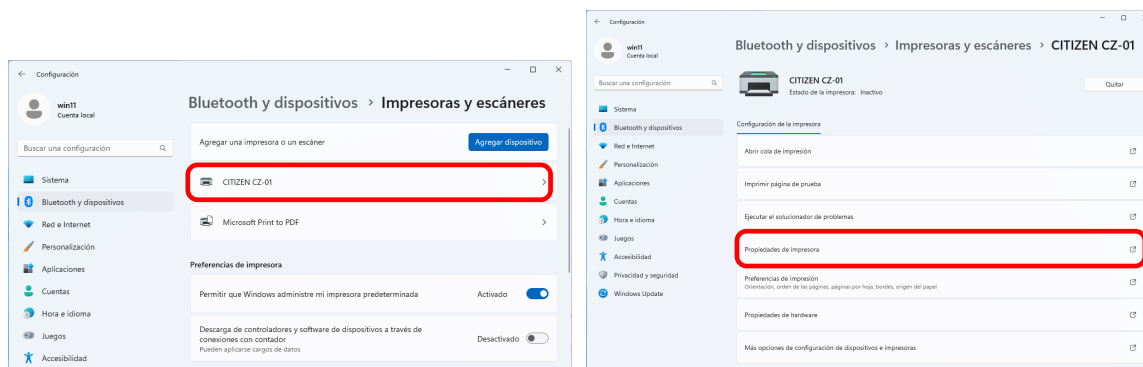 Configuración
win11
Cuenta local
Buscar una configuración
Sistema
Bluetooth y dispositivos
Red e Internet
Personalización
Aplicaciones
Cuentas
Hora e idioma
Juegos
Accesibilidad
Bluetooth y dispositivos > Impresoras y escáneres
Agregar una impresora o un escáner
Agregar dispositivo
CITIZEN CZ-01
Microsoft Print to PDF
Preferencias de impresora
Permitir que Windows administre mi impresora predeterminada
Activado
Descarga de controladores y software de dispositivos a través de
conexiones con contador
Pueden aplicarse cargos de datos
Desactivado
Configuración
win11
Cuenta local
Buscar una configuración
Sistema
Bluetooth y dispositivos
Red e Internet
Personalización
Aplicaciones
Cuentas
Hora e idioma
Juegos
Accesibilidad
Privacidad y seguridad
Windows Update
Bluetooth y dispositivos > Impresoras y escáneres > CITIZEN CZ-01
CITIZEN CZ-01
Estado de la impresora: Inactivo
Quitar
Configuración de la impresora
Abrir cola de impresión
Imprimir página de prueba
Ejecutar el solucionador de problemas
Propiedades de impresora
Preferencias de impresión
Orientación, orden de las páginas, páginas por hoja, bordes, origen del papel
Propiedades de hardware
Más opciones de configuración de dispositivos e impresoras